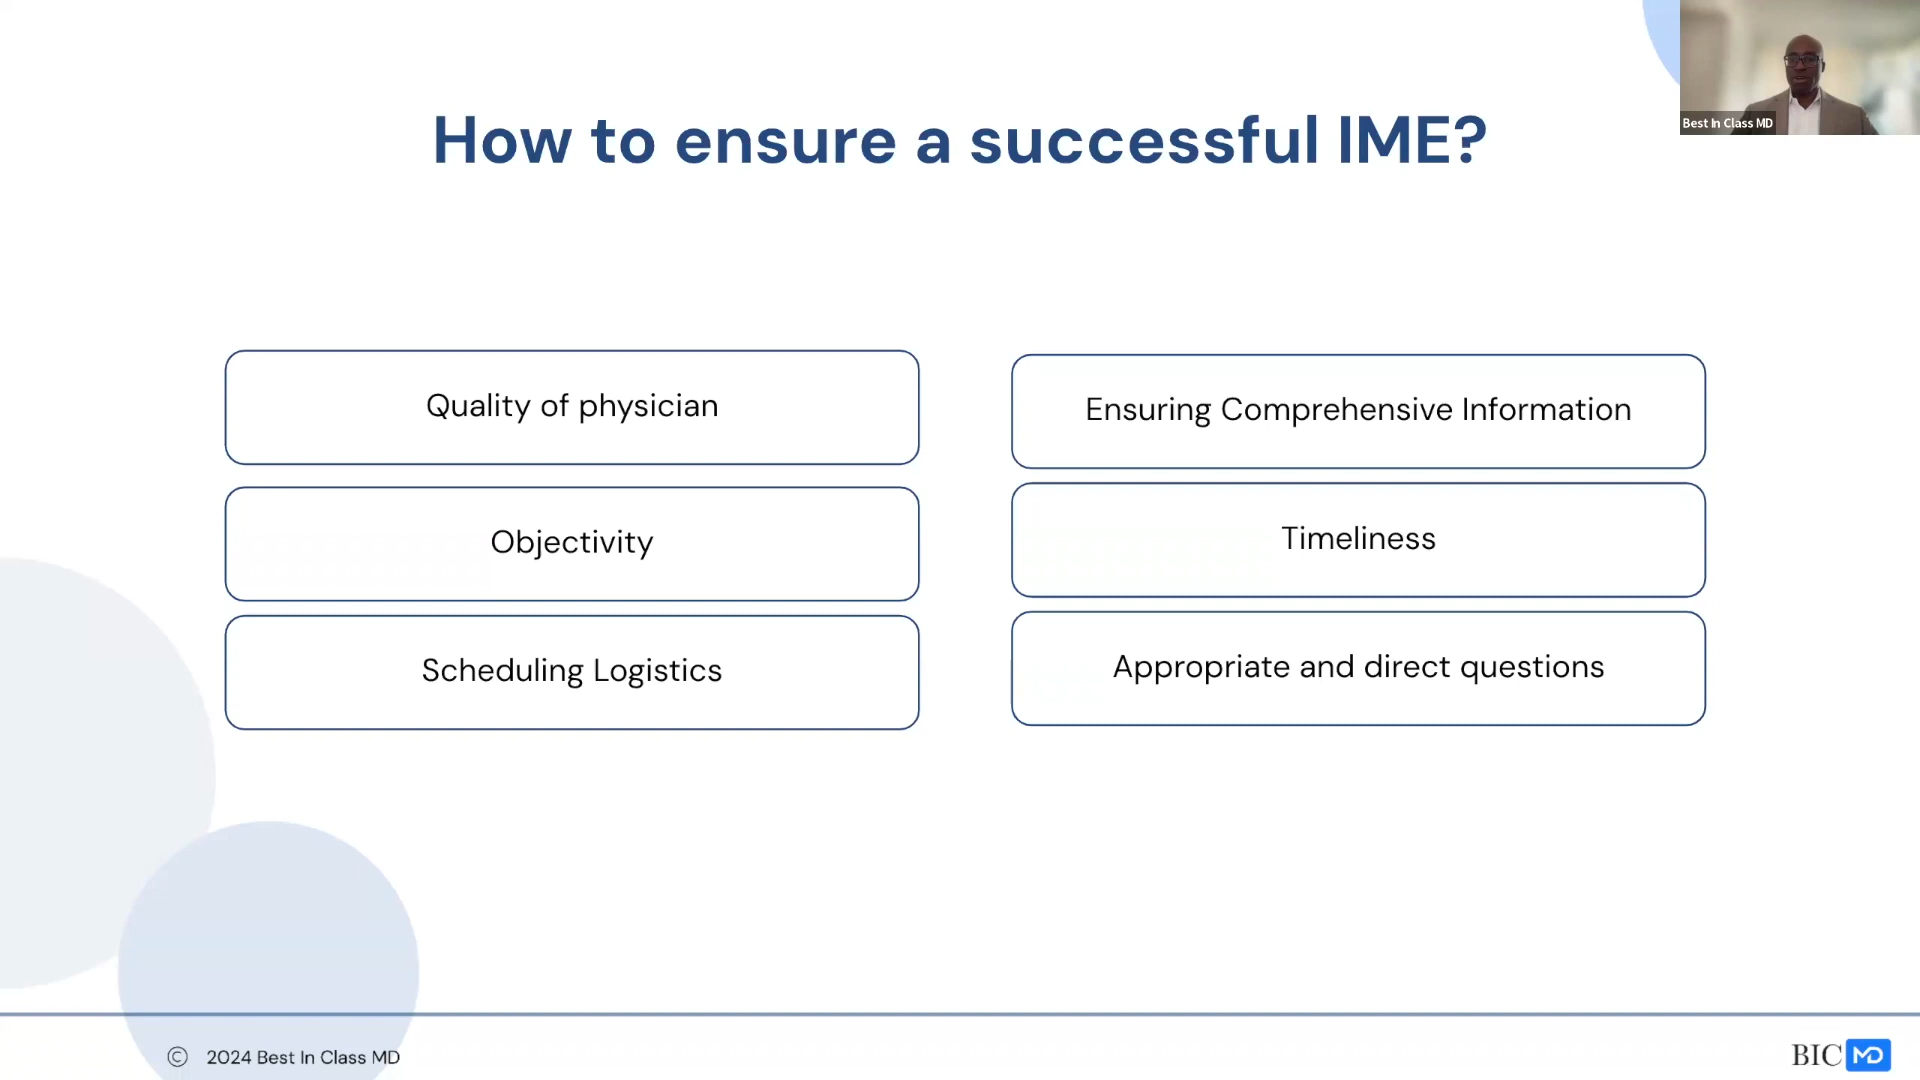 Best In Class MD
How to ensure a successful IME?
Quality of physician
Ensuring Comprehensive Information
Objectivity
Timeliness
Scheduling Logistics
Appropriate and direct questions
© 2024 Best In Class MD
BIC MD